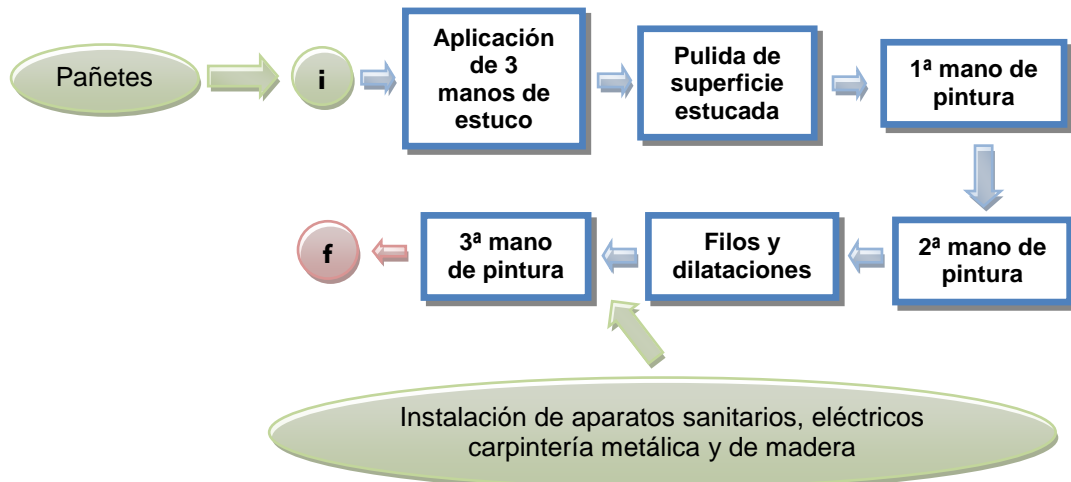 Pañetes
i
Aplicación
de 3
manos de
estuco
Pulida de
superficie
estucada
1ª mano de
pintura
2ª mano de
pintura
Filos y
dilataciones
3ª mano
de pintura
f
Instalación de aparatos sanitarios, eléctricos
carpintería metálica y de madera